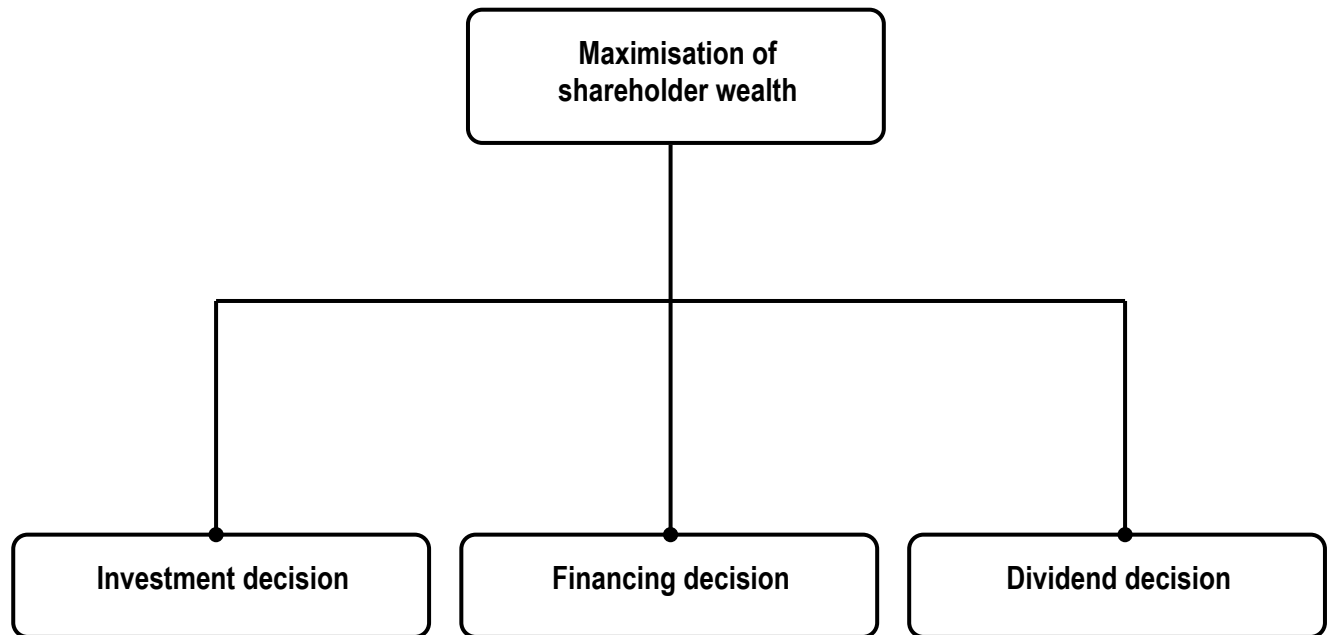 Maximisation of
shareholder wealth
Investment decision
Financing decision
Dividend decision